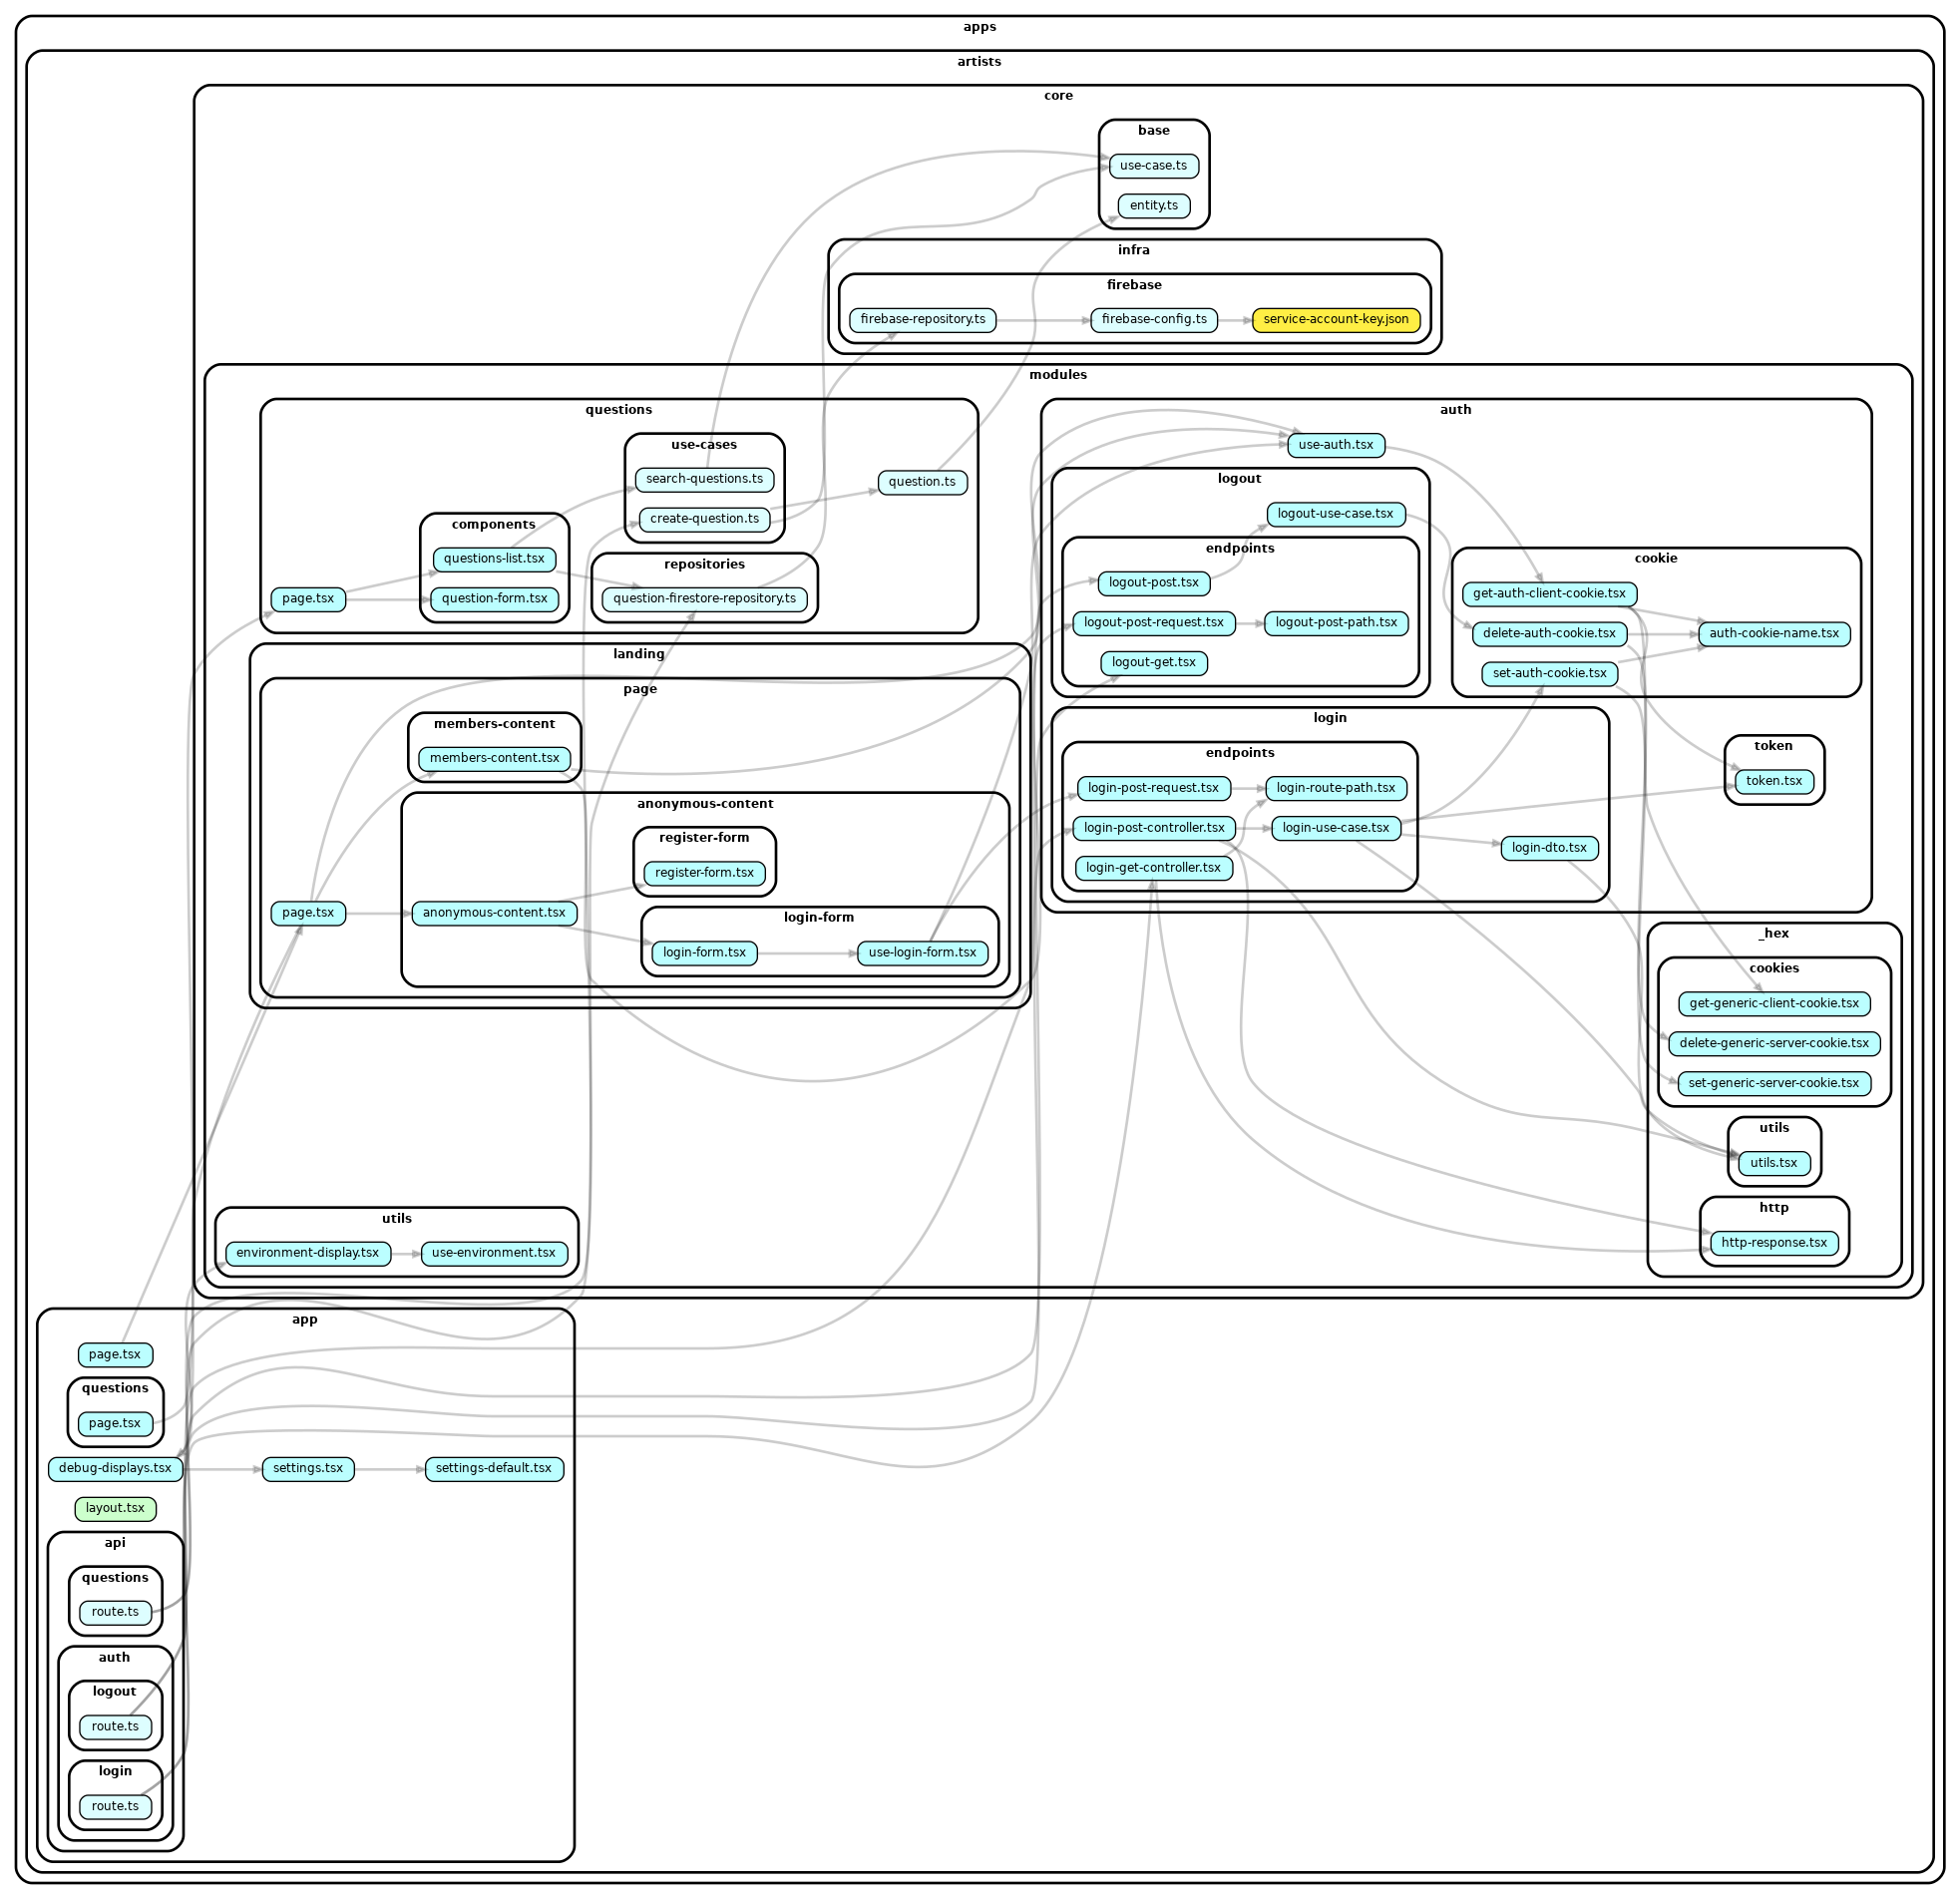 apps
artists
core
base
use-case.ts
entity.ts
infra
firebase
firebase-repository.ts
firebase-config.ts
service-account-key.json
modules
questions
use-cases
search-questions.ts
create-question.ts
question.ts
components
questions-list.tsx
question-form.tsx
page.tsx
repositories
question-firestore-repository.ts
landing
page
members-content
members-content.tsx
anonymous-content
register-form
register-form.tsx
page.tsx
anonymous-content.tsx
login-form
login-form.tsx
use-login-form.tsx
auth
use-auth.tsx
logout
logout-use-case.tsx
endpoints
logout-post.tsx
logout-post-request.tsx
logout-post-path.tsx
logout-get.tsx
cookie
get-auth-client-cookie.tsx
delete-auth-cookie.tsx
auth-cookie-name.tsx
set-auth-cookie.tsx
login
endpoints
login-post-request.tsx
login-route-path.tsx
login-post-controller.tsx
login-use-case.tsx
login-get-controller.tsx
login-dto.tsx
token
token.tsx
_hex
cookies
get-generic-client-cookie.tsx
delete-generic-server-cookie.tsx
set-generic-server-cookie.tsx
utils
utils.tsx
http
http-response.tsx
utils
environment-display.tsx
use-environment.tsx
app
page.tsx
questions
page.tsx
debug-displays.tsx
settings.tsx
settings-default.tsx
layout.tsx
api
questions
route.ts
auth
logout
route.ts
login
route.ts